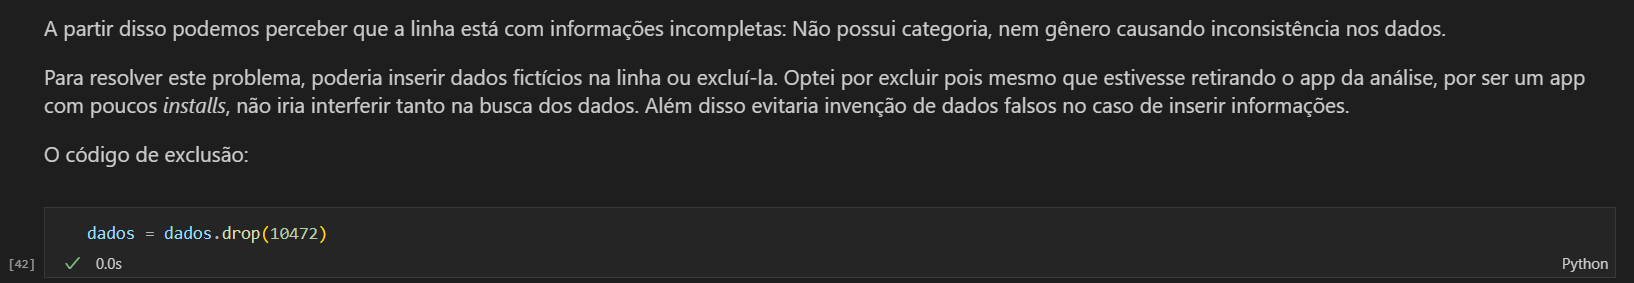 A partir disso podemos perceber que a linha está com informações incompletas: Não possui categoria, nem gênero causando inconsistência nos dados.
Para resolver este problema, poderia inserir dados fictícios na linha ou excluí-la. Optei por excluir pois mesmo que estivesse retirando o app da análise, por ser um app
com poucos installs, não iria interferir tanto na busca dos dados. Além disso evitaria invenção de dados falsos no caso de inserir informações.
O código de exclusão:
dados = dados.drop(10472)
[42] 0.0s Python